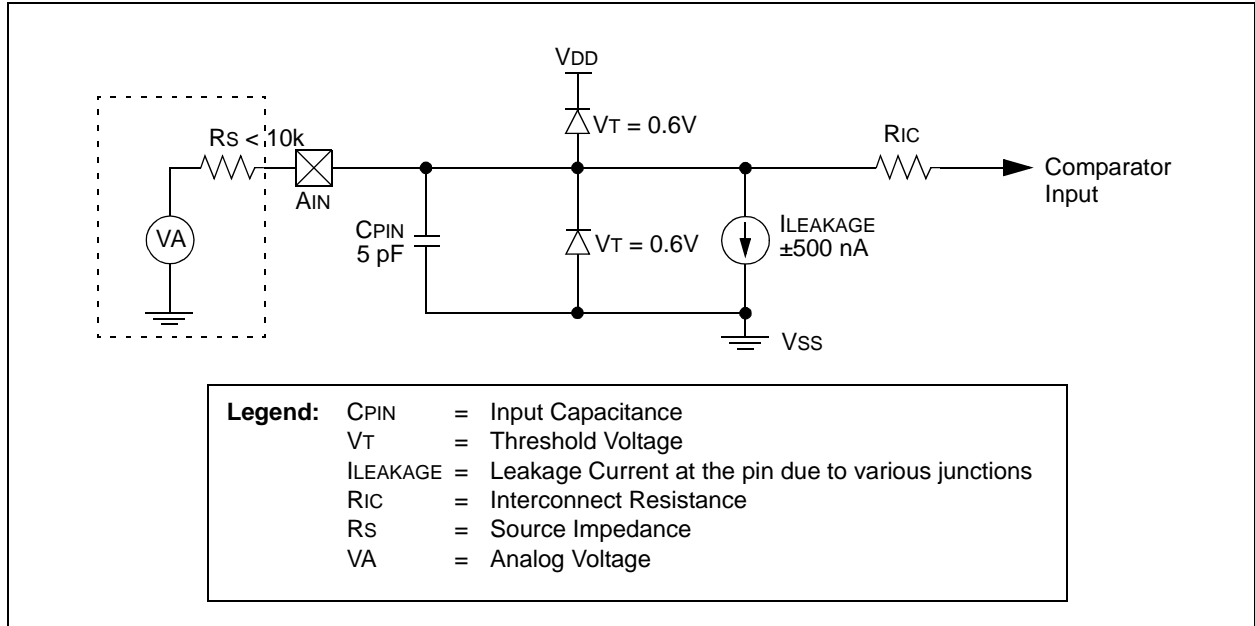 VDD
VT = 0.6V
RS < 10k
RIC
AIN
Comparator
Input
VA
CPIN
5 pF
VT = 0.6V
ILEAKAGE
±500 nA
VSS
Legend: CPIN = Input Capacitance
VT = Threshold Voltage
ILEAKAGE = Leakage Current at the pin due to various junctions
RIC = Interconnect Resistance
RS = Source Impedance
VA = Analog Voltage